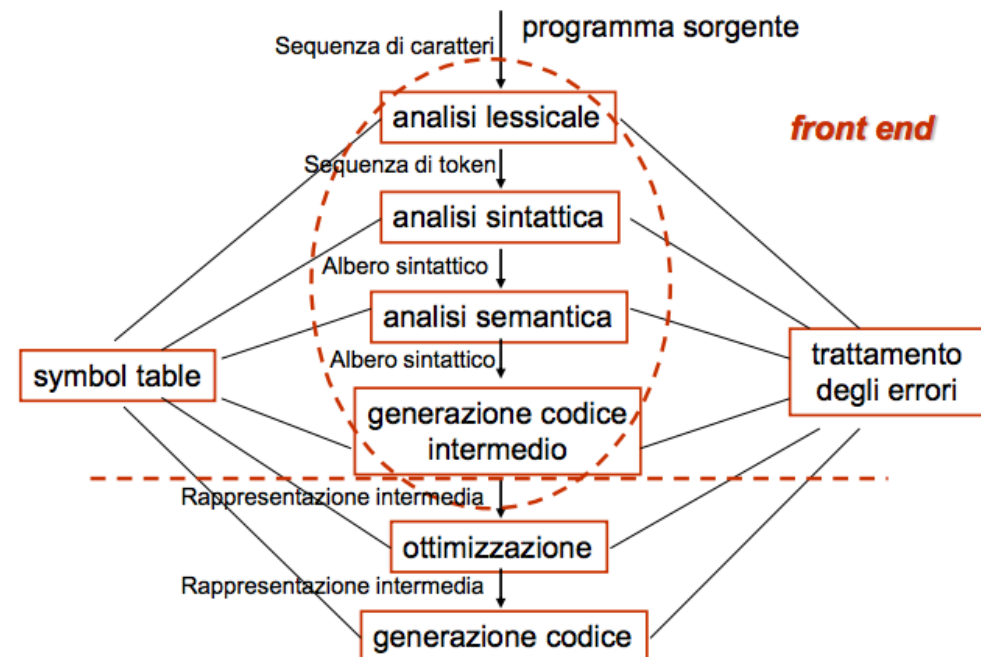 programma sorgente
Sequenza di caratteri
analisi lessicale
front end
Sequenza di token
analisi sintattica
Albero sintattico
analisi semantica
Albero sintattico
symbol table
trattamento
degli errori
generazione codice
intermedio
Rappresentazione intermedia
ottimizzazione
Rappresentazione intermedia
generazione codice